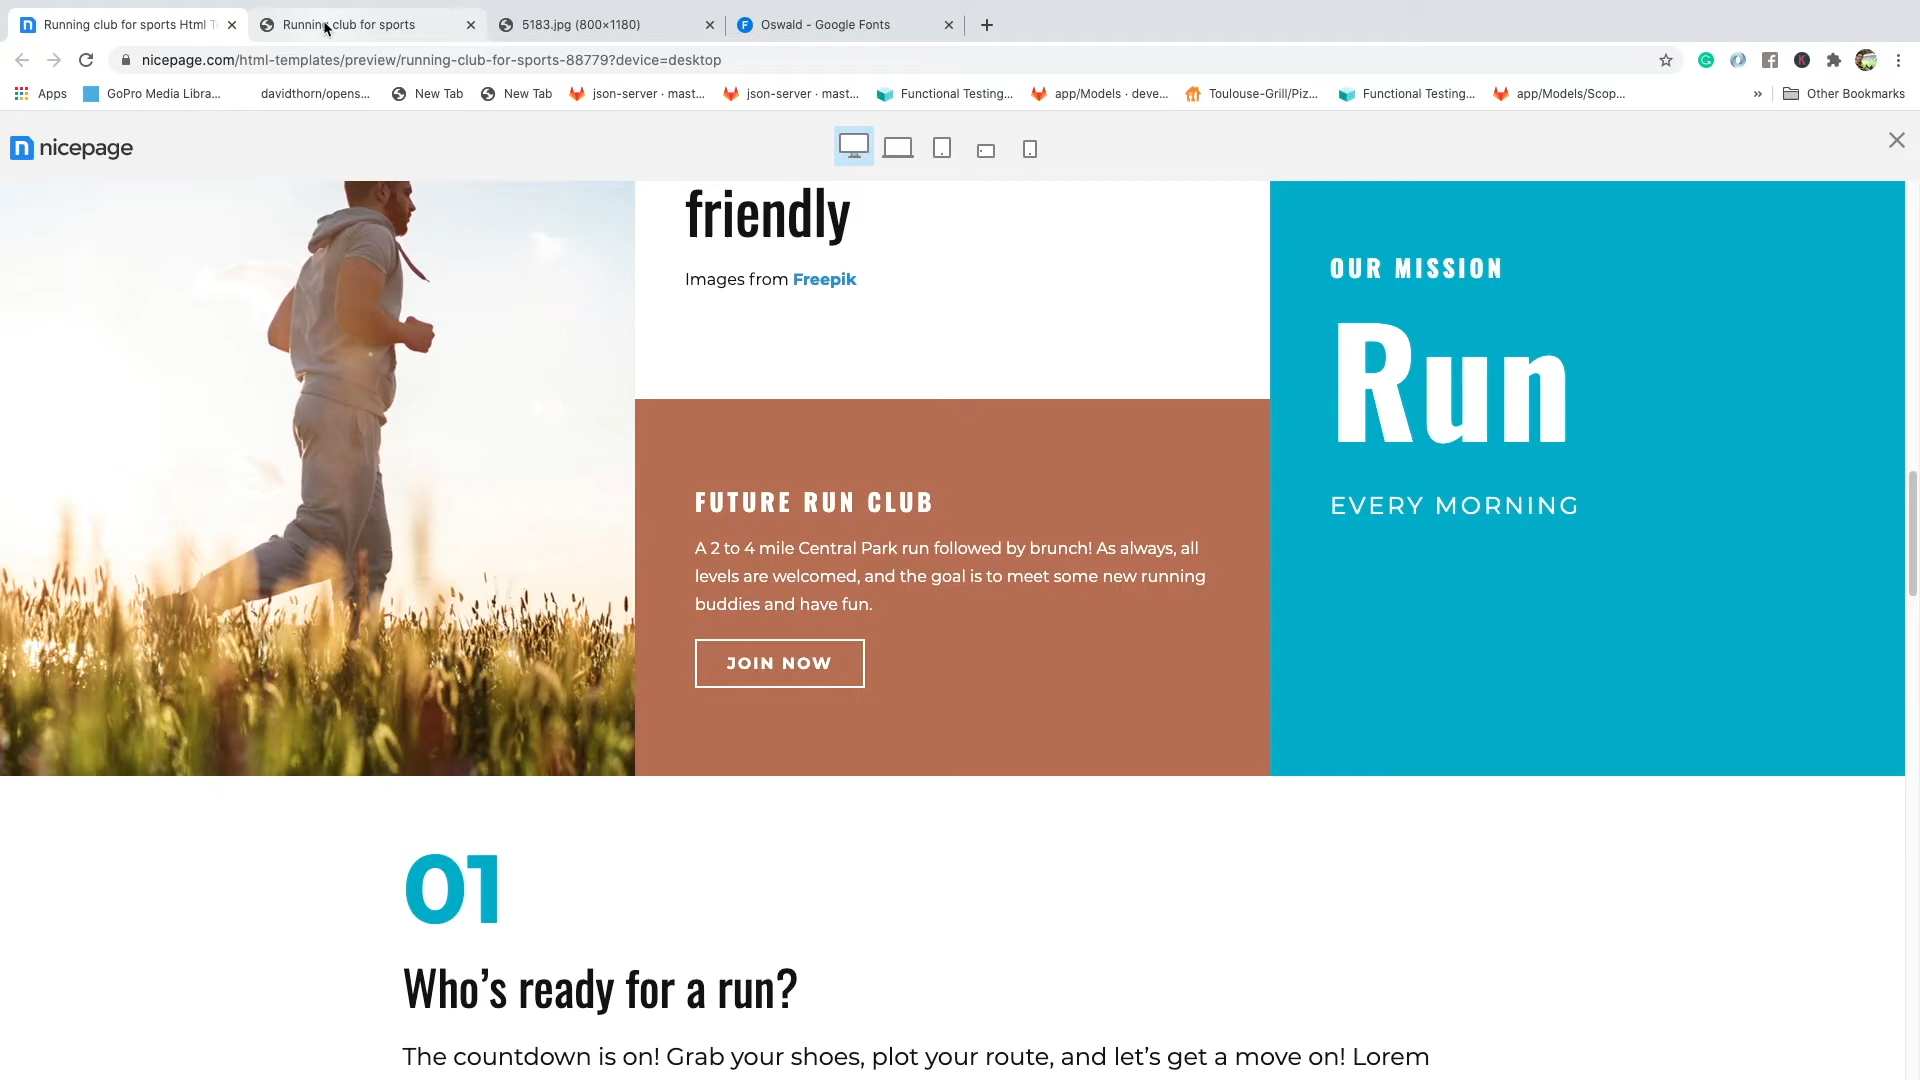 Running club for sports Html
Running club for sports
5183.jpg (800×1180)
Oswald - Google Fonts
nicepage.com/html-templates/preview/running-club-for-sports-88779?device=desktop
Apps
GoPro Media Libra...
davidthorn/opens...
New Tab
New Tab
json-server · mast...
json-server · mast...
Functional Testing...
app/Models · deve...
Toulouse-Grill/Piz...
Functional Testing...
app/Models/Scop...
»
Other Bookmarks
nicepage
friendly
Images from Freepik
OUR MISSION
Run
EVERY MORNING
FUTURE RUN CLUB
A 2 to 4 mile Central Park run followed by brunch! As always, all
levels are welcomed, and the goal is to meet some new running
buddies and have fun.
JOIN NOW
01
Who’s ready for a run?
The countdown is on! Grab your shoes, plot your route, and let’s get a move on! Lorem